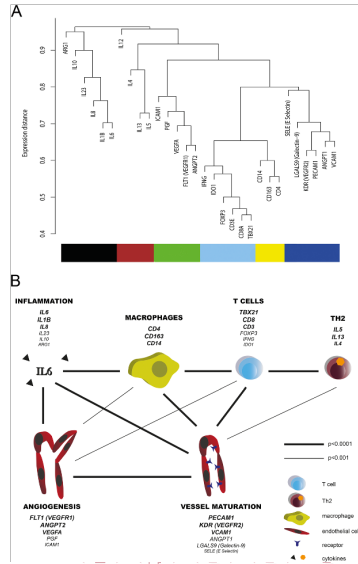 A
Expression distance
0.9
0.8
0.7
0.6
0.5
0.4
ARG1
IL10
IL23
IL8
IL1B
IL6
IL12
IL4
IL13
IL5
ICAM1
PGF
VEGFA
FLT1 (VEGFR1)
ANGPT2
IFNG
IDO1
FOXP3
CD3E
CD8A
TBX21
CD14
CD163
CD4
SELE (E Selectin)
LGALS9 (Galectin-9)
KDR (VEGFR2)
PECAM1
ANGPT1
VCAM1
B
INFLAMMATION
IL6
IL1B
IL8
IL23
IL10
ARG1
MACROPHAGES
CD4
CD163
CD14
T CELLS
TBX21
CD8
CD3
FOXP3
IFNG
IDO1
TH2
IL5
IL13
IL4
IL6
ANGIOGENESIS
FLT1 (VEGFR1)
ANGPT2
VEGFA
PGF
ICAM1
VESSEL MATURATION
PECAM1
KDR (VEGFR2)
VCAM1
ANGPT1
LGALS9 (Galectin-9)
SELE (E Selectin)
p<0.0001
p<0.001
T cell
Th2
macrophage
endothelial cell
receptor
cytokines